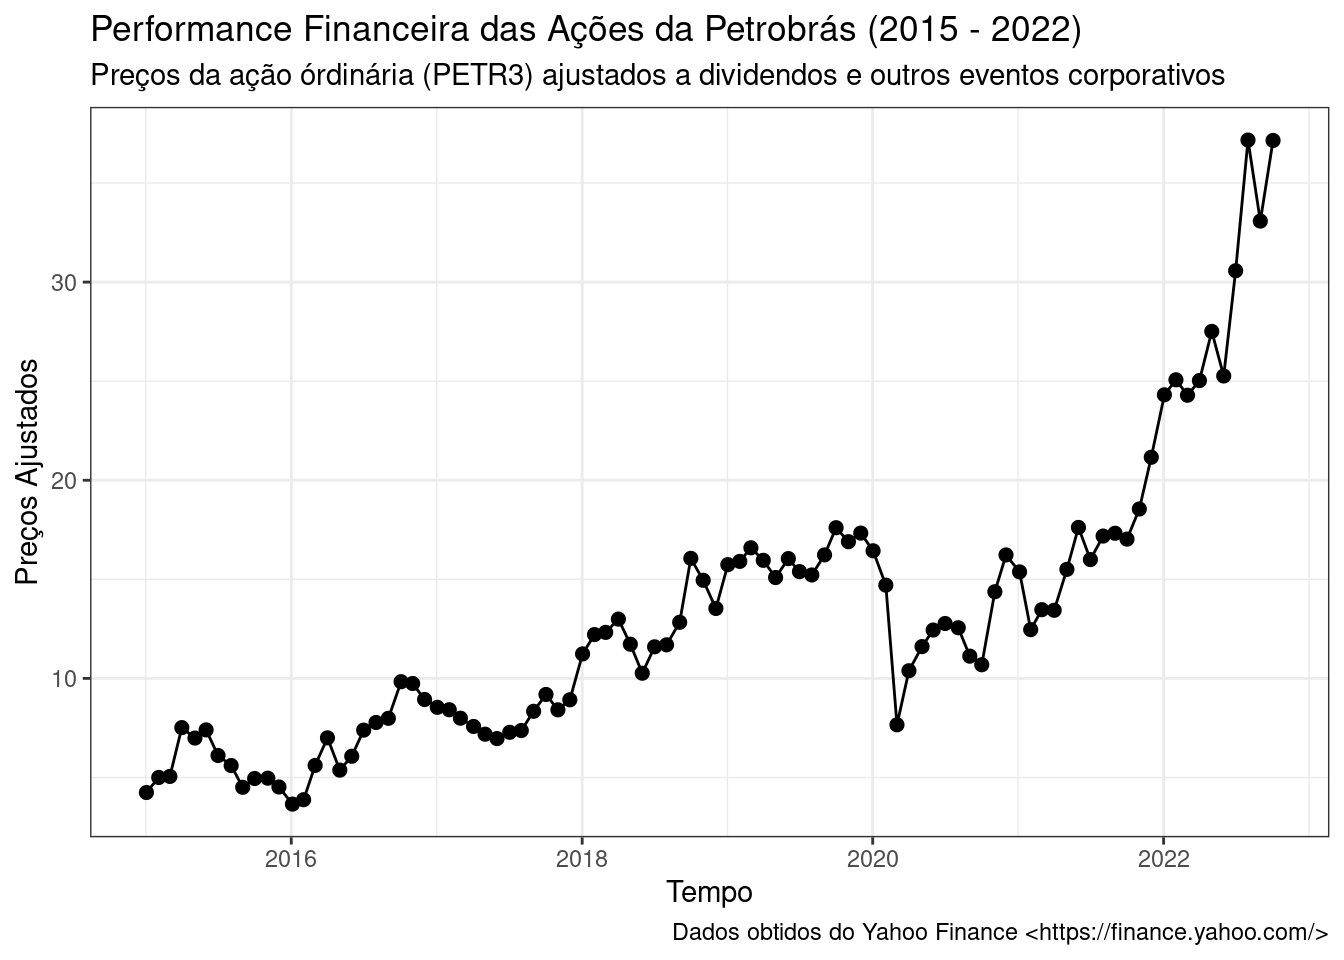 Performance Financeira das Ações da Petrobrás (2015 - 2022)
Preços da ação órdinária (PETR3) ajustados a dividendos e outros eventos corporativos
Preços Ajustados
30
20
10
2016
2018
2020
2022
Tempo
Dados obtidos do Yahoo Finance <https://finance.yahoo.com/>